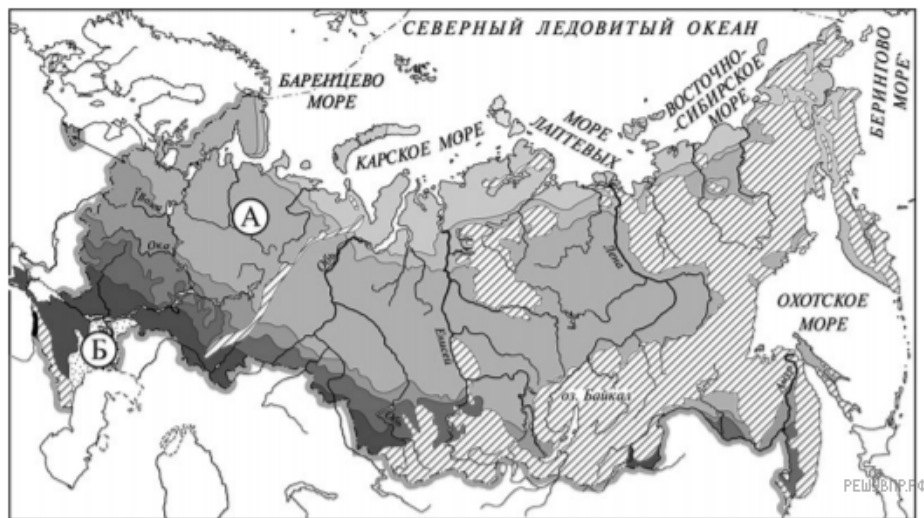 СЕВЕРНЫЙ ЛЕДОВИТЫЙ ОКЕАН
БАРЕНЦЕВО
МОРЕ
КАРСКОЕ МОРЕ
МОРЕ
ЛАПТЕВЫХ
ВОСТОЧНО-
-СИБИРСКОЕ
МОРЕ
БЕРИНГОВО
МОРЕ
А
Волга
Ока
Обь
Лена
Енисей
Б
ОХОТСКОЕ
МОРЕ
Амур
оз. Байкал
РЕШУВПР.РФ